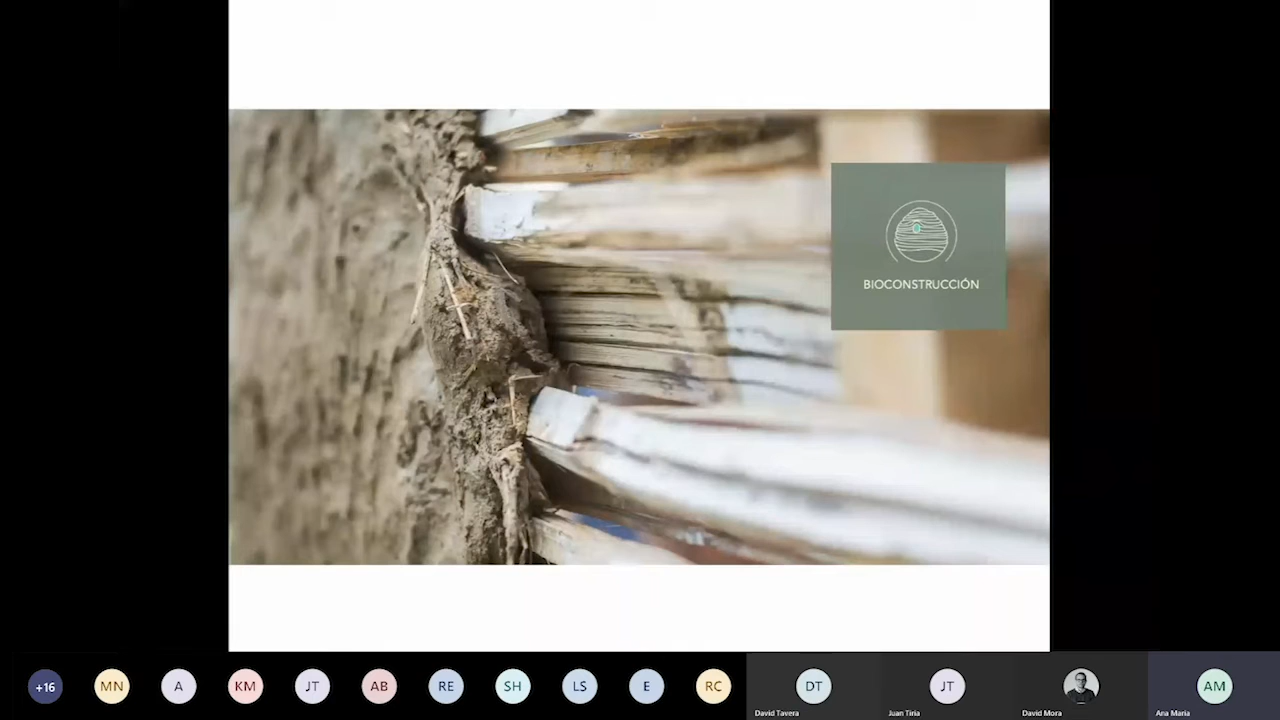 BIOCONSTRUCCIÓN
+16
MN
A
KM
JT
AB
RE
SH
LS
E
RC
DT
JT
AM
David Tavera
Juan Tiria
David Mora
Ana Maria